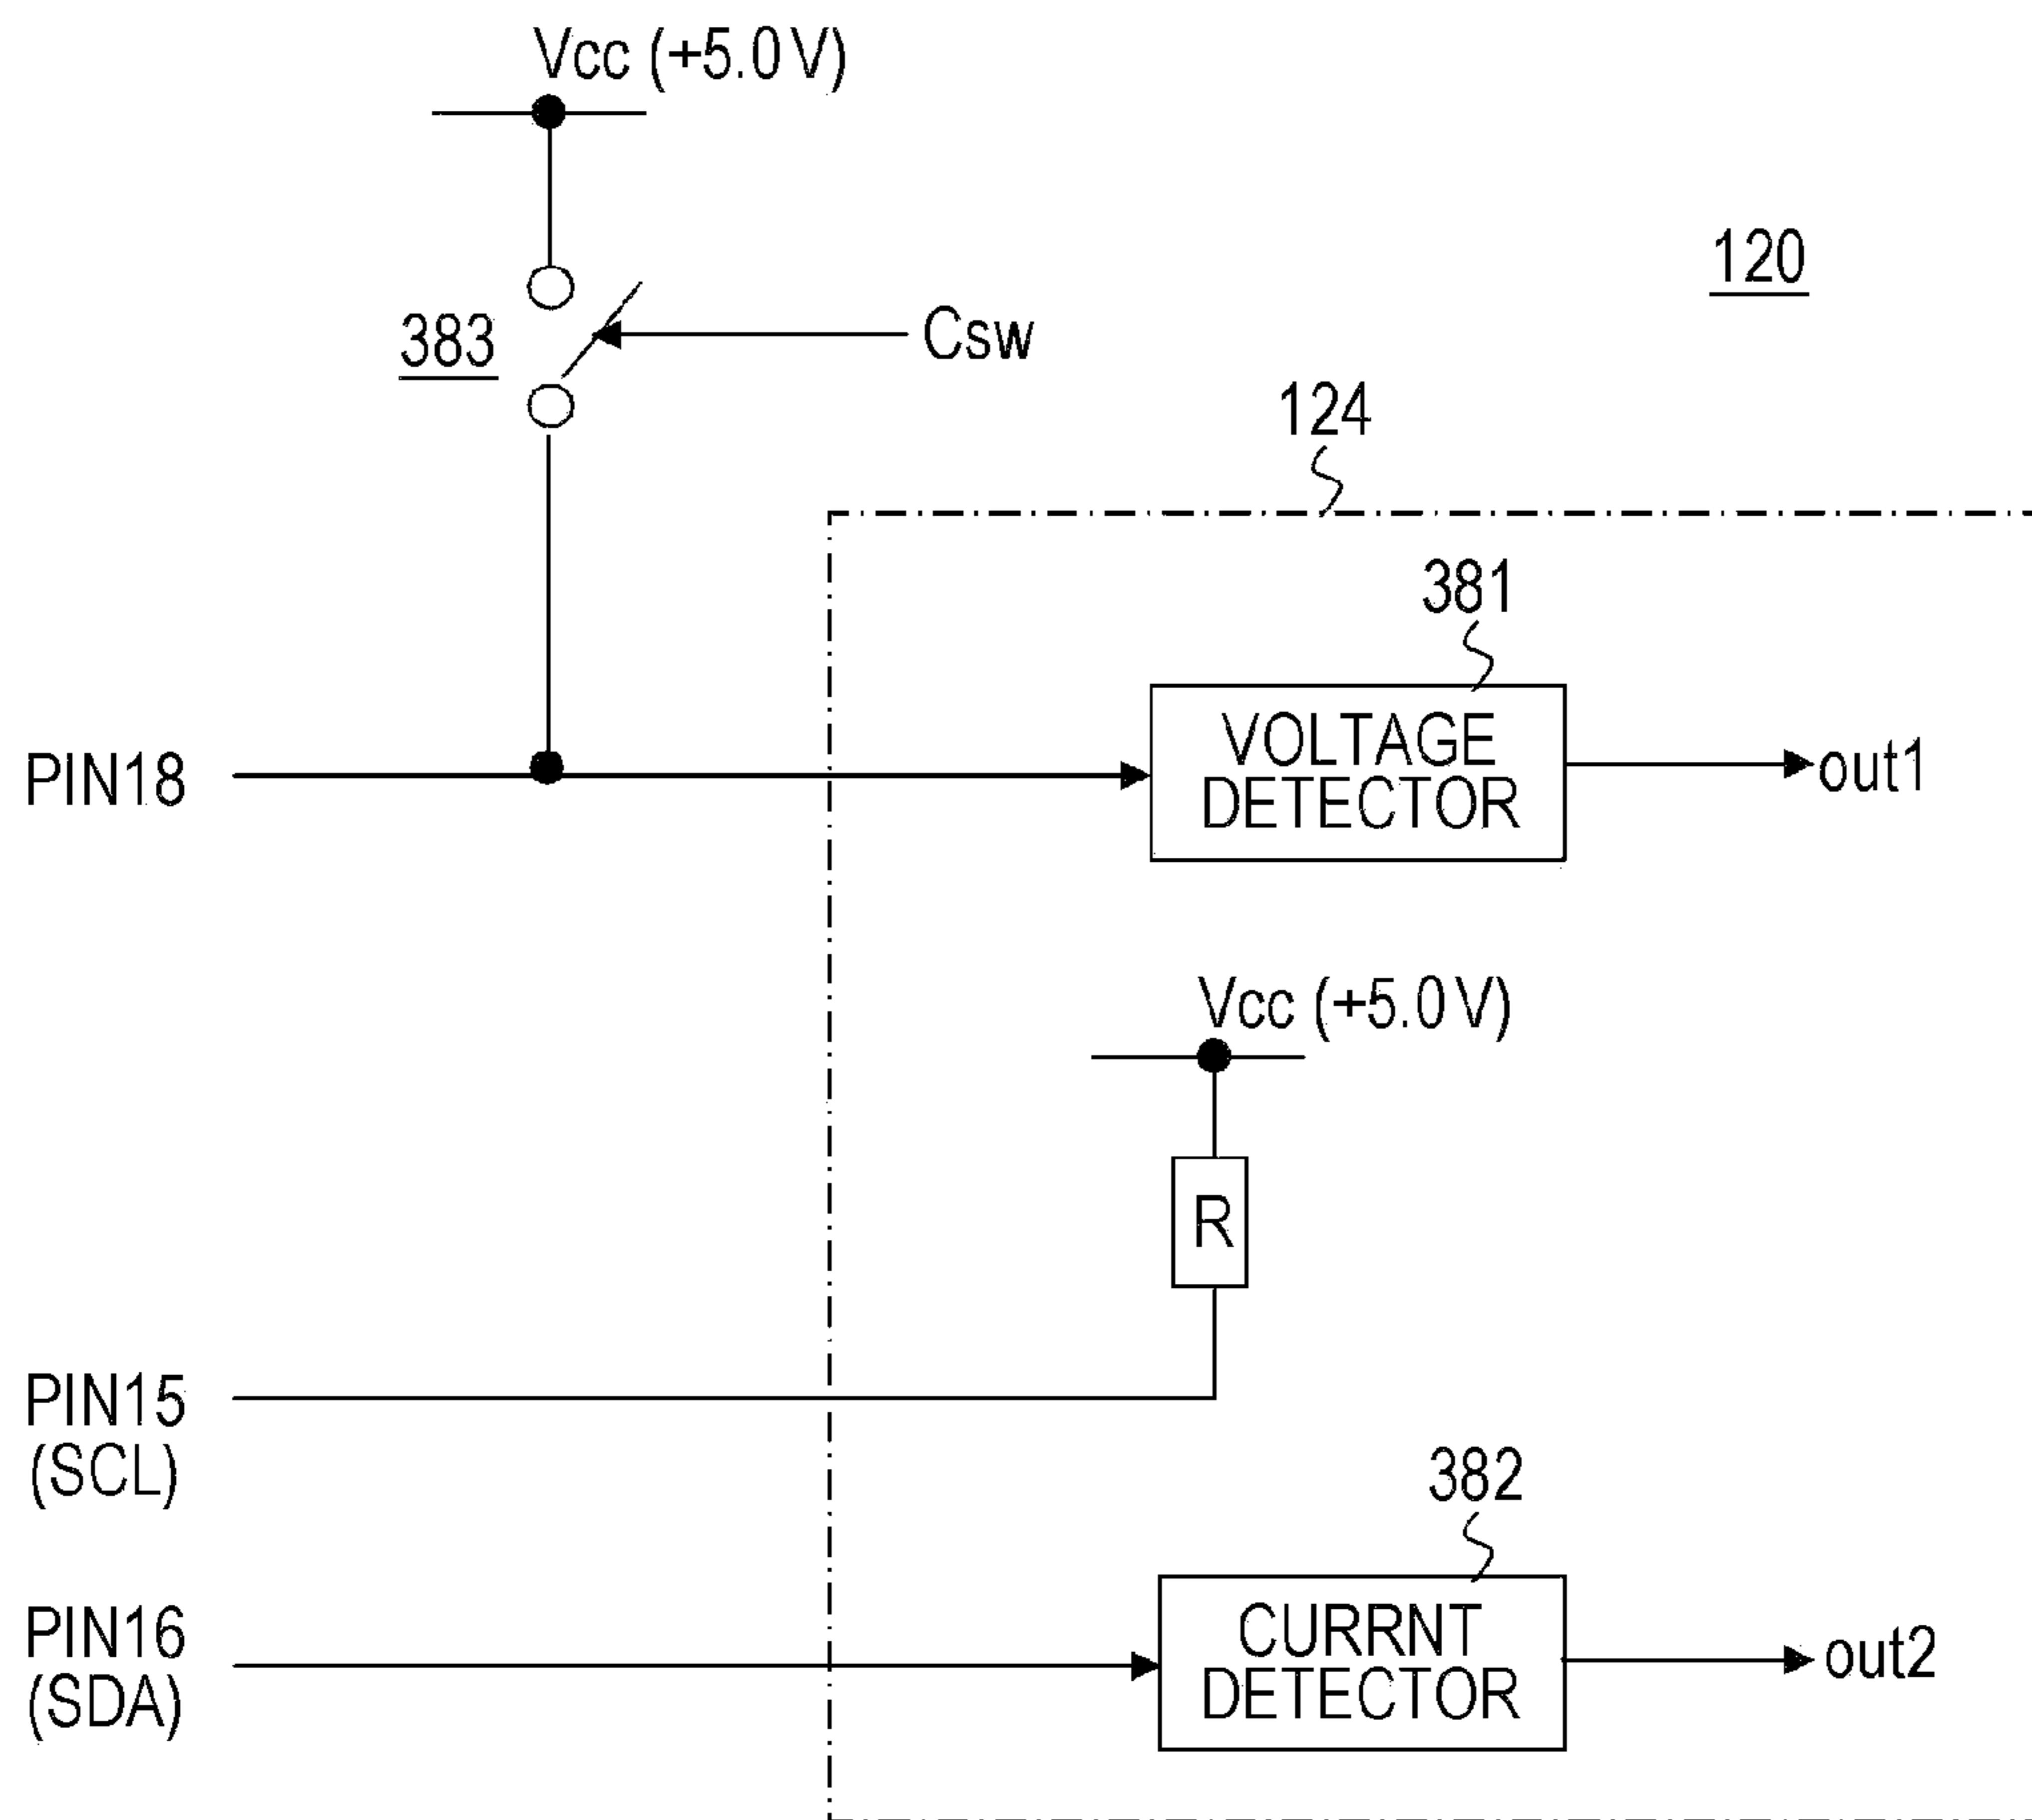 Vcc (+5.0 V)
120
383
Csw
124
381
PIN18
VOLTAGE
DETECTOR
out1
Vcc (+5.0 V)
R
PIN15
(SCL)
382
PIN16
(SDA)
CURRNT
DETECTOR
out2